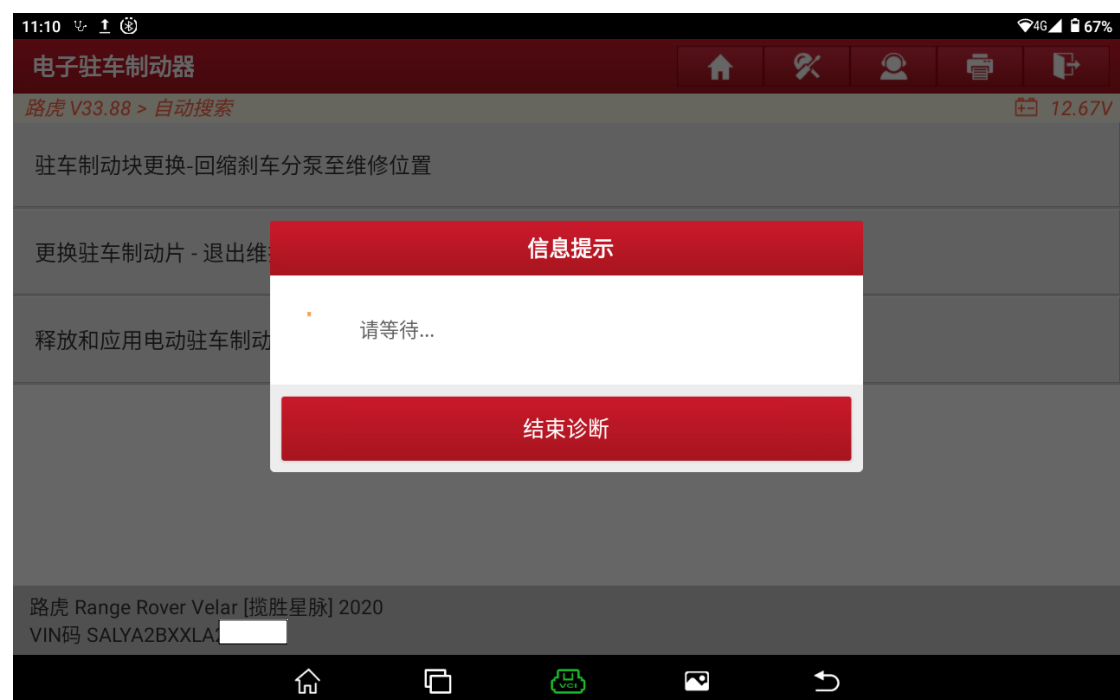 11:10 4G 67%
电子驻车制动器
路虎 V33.88 > 自动搜索 12.67V
驻车制动块更换-回缩刹车分泵至维修位置
更换驻车制动片 - 退出维
释放和应用电动驻车制动
信息提示
请等待...
结束诊断
路虎 Range Rover Velar [揽胜星脉] 2020
VIN码 SALYA2BXXLA
VCI